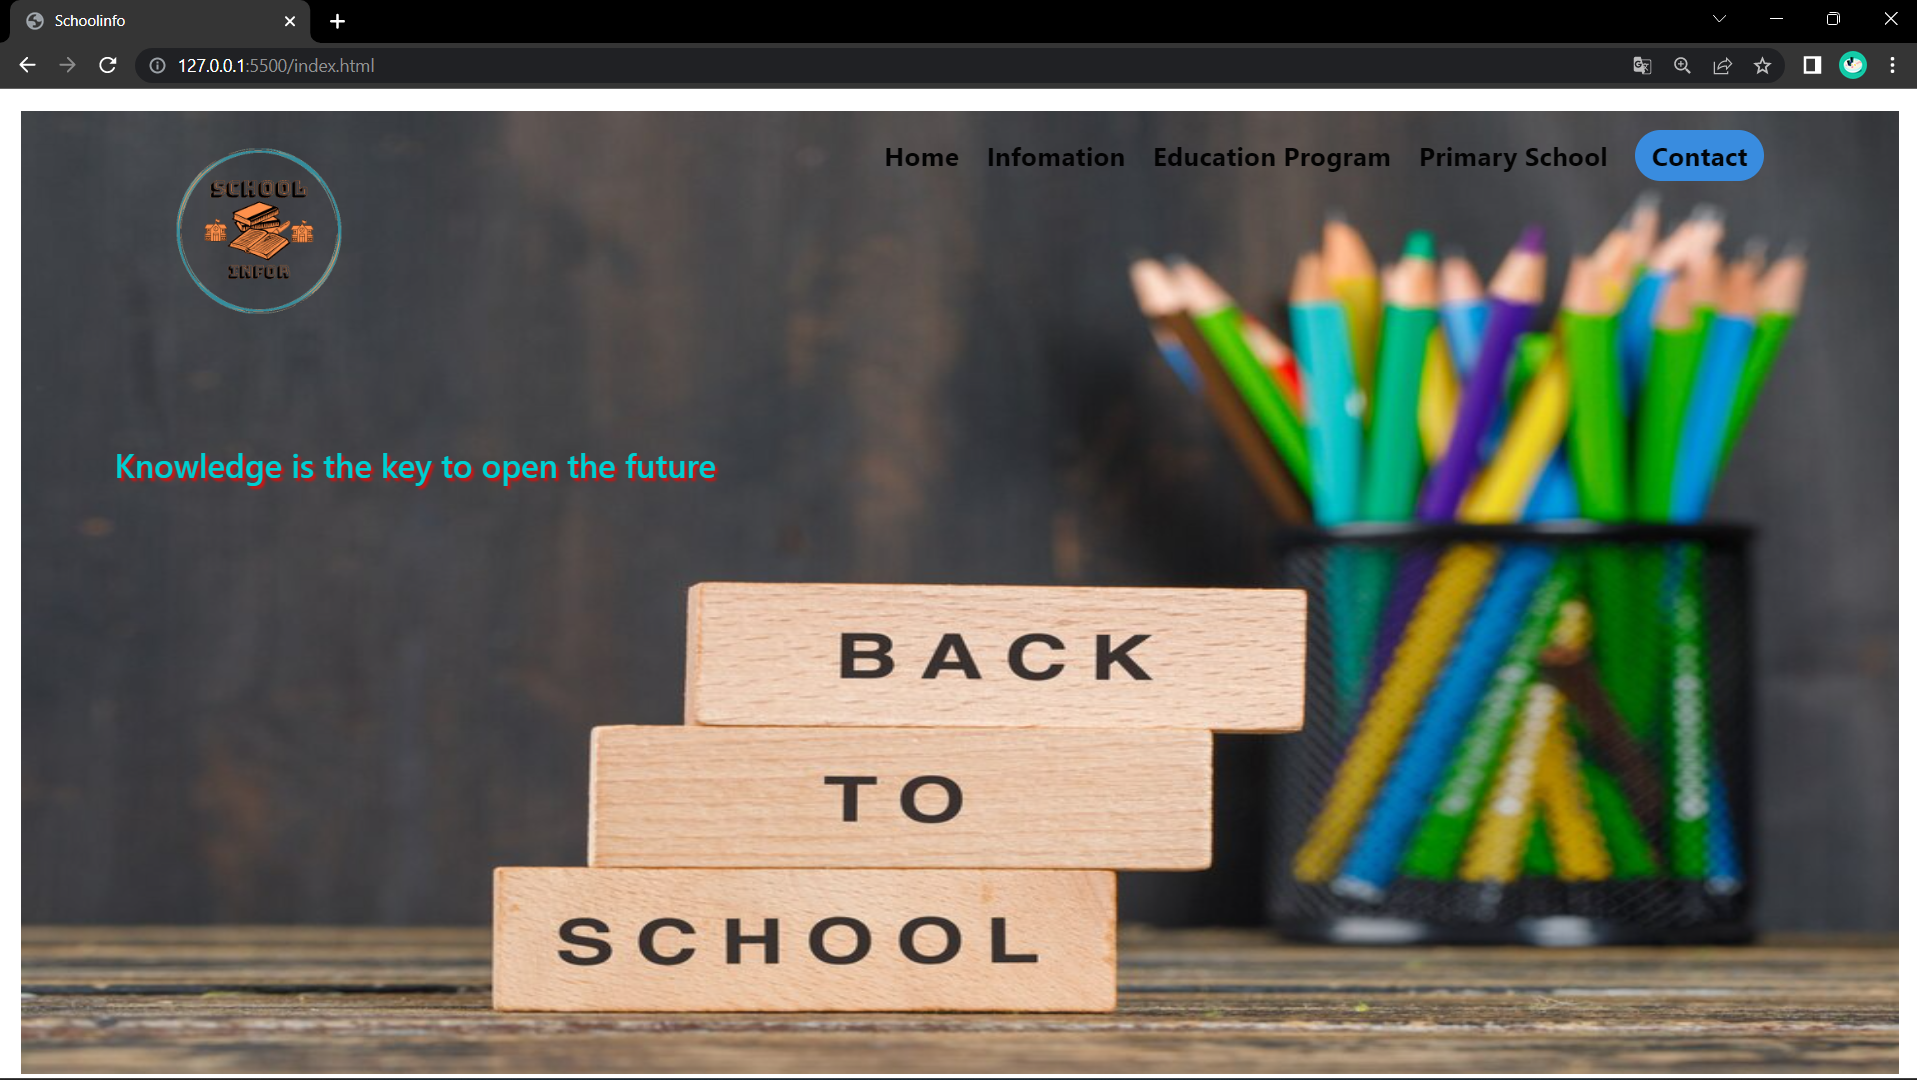 Schoolinfo
127.0.0.1:5500/index.html
Home Infomation Education Program Primary School Contact
SCHOOL
INFOR
Knowledge is the key to open the future
BACK
TO
SCHOOL